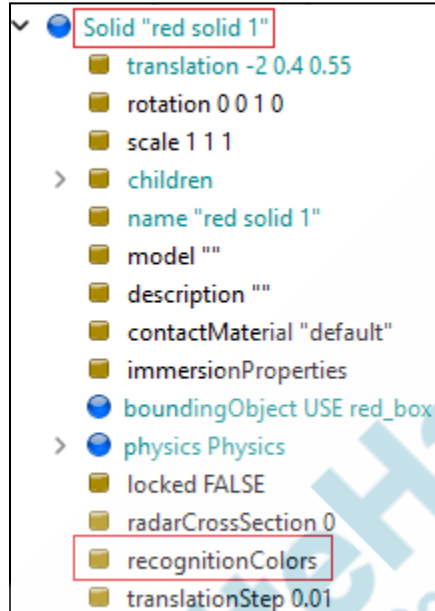 Solid "red solid 1"
translation -2 0.4 0.55
rotation 0 0 1 0
scale 1 1 1
children
name "red solid 1"
model ""
description ""
contactMaterial "default"
immersionProperties
boundingObject USE red_box
physics Physics
locked FALSE
radarCrossSection 0
recognitionColors
translationStep 0.01